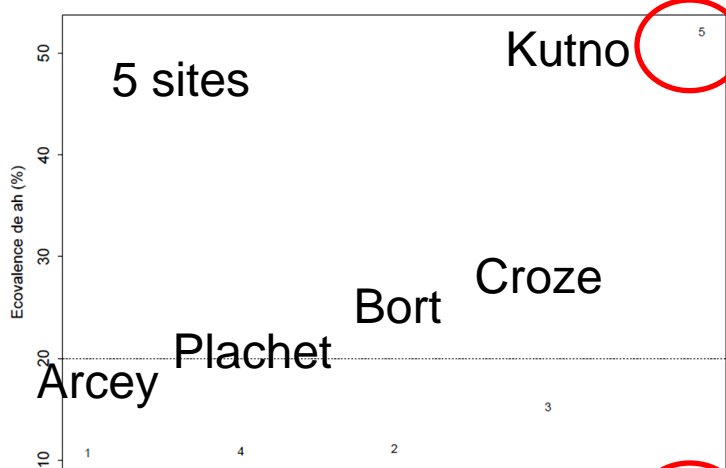 5
50
Kutno
5 sites
40
Ecovalence de ah (%)
30
Croze
Bort
Plachet
20
Arcey
3
1
4
2
10